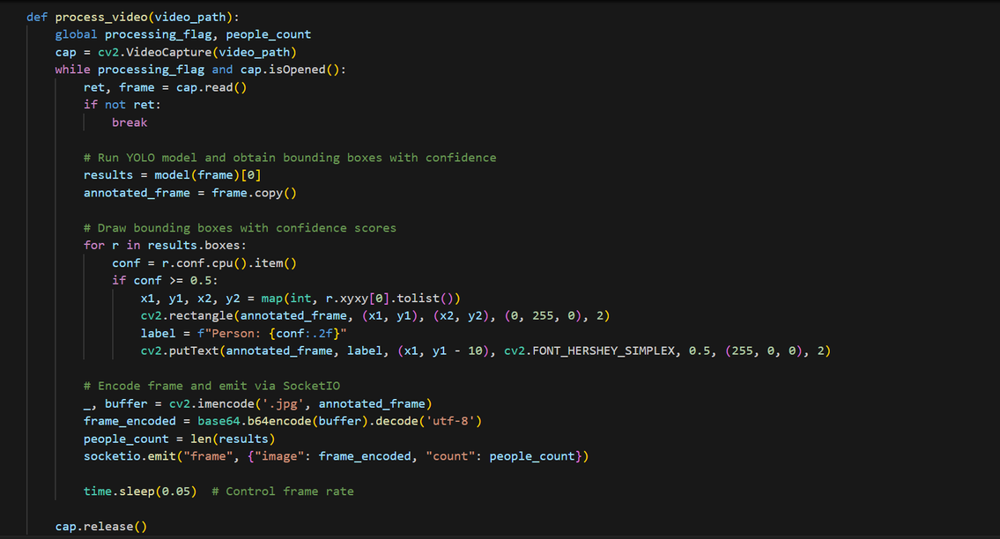 def process_video(video_path):
    global processing_flag, people_count
    cap = cv2.VideoCapture(video_path)
    while processing_flag and cap.isOpened():
        ret, frame = cap.read()
        if not ret:
            break

        # Run YOLO model and obtain bounding boxes with confidence
        results = model(frame)[0]
        annotated_frame = frame.copy()

        # Draw bounding boxes with confidence scores
        for r in results.boxes:
            conf = r.conf.cpu().item()
            if conf >= 0.5:
                x1, y1, x2, y2 = map(int, r.xyxy[0].tolist())
                cv2.rectangle(annotated_frame, (x1, y1), (x2, y2), (0, 255, 0), 2)
                label = f"Person: {conf:.2f}"
                cv2.putText(annotated_frame, label, (x1, y1 - 10), cv2.FONT_HERSHEY_SIMPLEX, 0.5, (255, 0, 0), 2)

        # Encode frame and emit via SocketIO
        _, buffer = cv2.imencode('.jpg', annotated_frame)
        frame_encoded = base64.b64encode(buffer).decode('utf-8')
        people_count = len(results)
        socketio.emit("frame", {"image": frame_encoded, "count": people_count})

        time.sleep(0.05)  # Control frame rate

    cap.release()